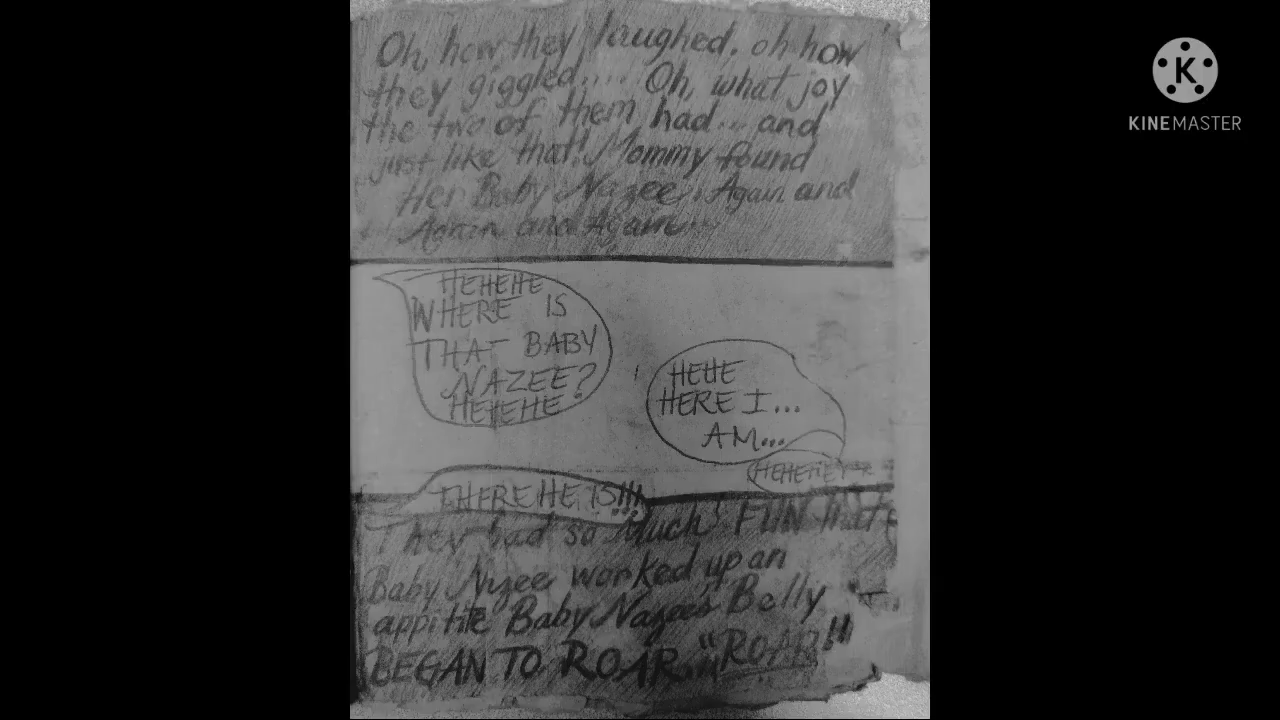 Oh, how they laughed, oh how
they giggled.... Oh, what joy
the two of them had... and
just like that! Mommy found
Her Baby Nazee, Again and
Again and Again...
HEHEHE
WHERE IS
THAT BABY
NAZEE?
HEHEHE
HEHE
HERE I...
AM...
HEHEHE
THERE HE IS!!!
They had so Much FUN that
Baby Nazee worked up an
appitite Baby Nazee's Belly
BEGAN TO ROAR... "ROAR!"
K
KINEMASTER